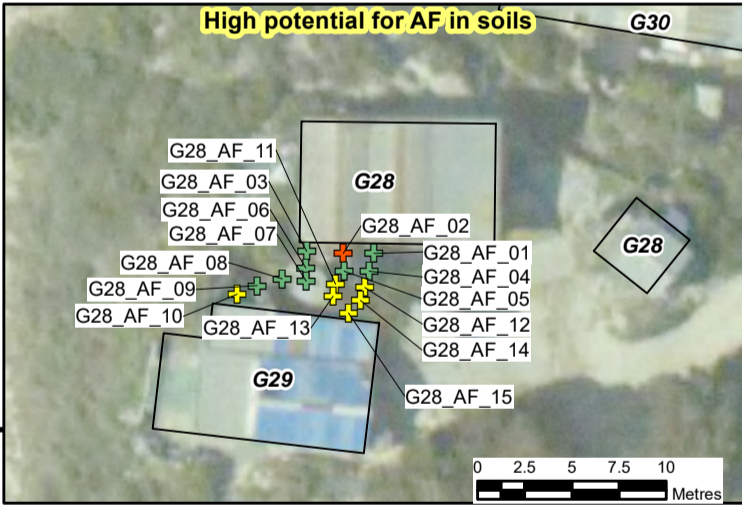 High potential for AF in soils
G30
G28_AF_11
G28_AF_03
G28
G28_AF_06
G28_AF_02
G28_AF_07
G28_AF_01
G28
G28_AF_08
G28_AF_04
G28_AF_09
G28_AF_05
G28_AF_10
G28_AF_13
G28_AF_12
G28_AF_14
G29
G28_AF_15
0 2.5 5 7.5 10
Metres